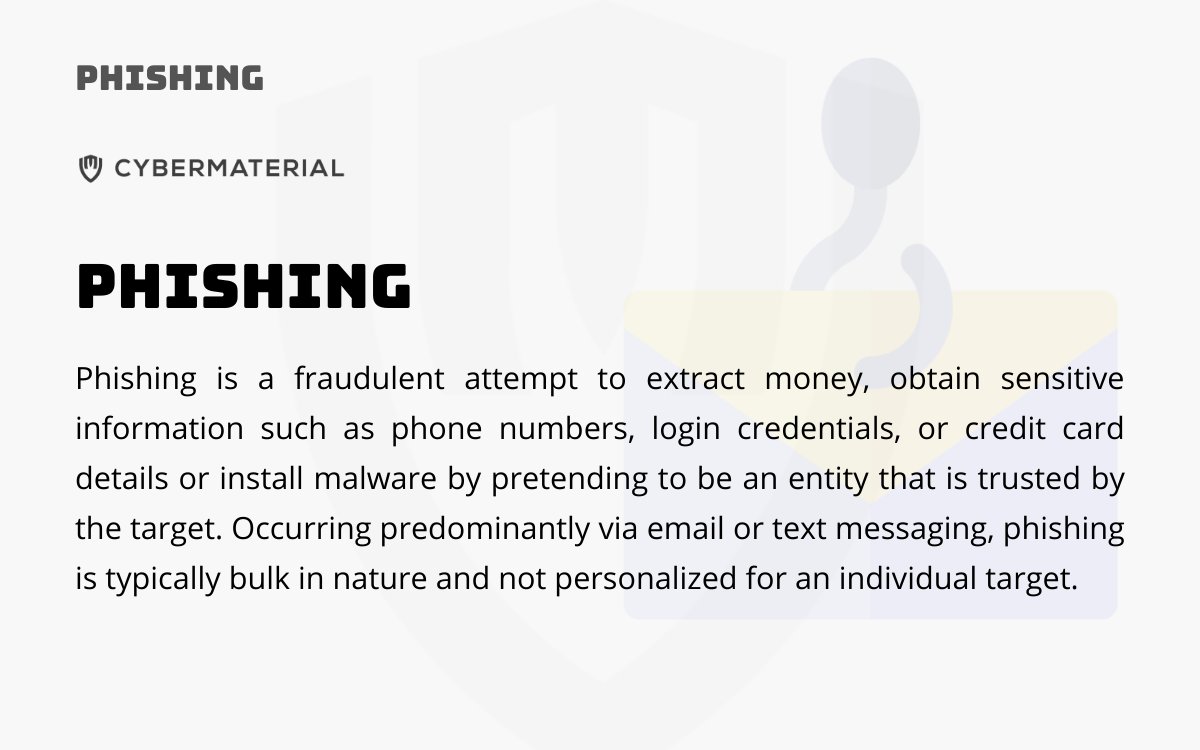 PHISHING
CYBERMATERIAL
PHISHING
Phishing is a fraudulent attempt to extract money, obtain sensitive
information such as phone numbers, login credentials, or credit card
details or install malware by pretending to be an entity that is trusted by
the target. Occurring predominantly via email or text messaging, phishing
is typically bulk in nature and not personalized for an individual target.